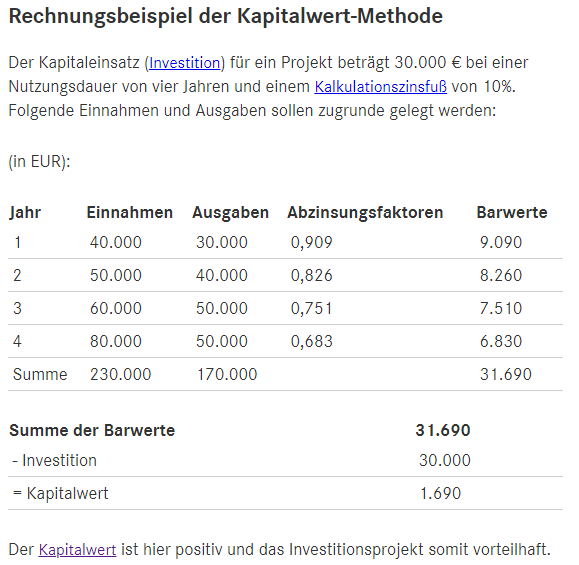 Rechnungsbeispiel der Kapitalwert-Methode
Der Kapitaleinsatz (Investition) für ein Projekt beträgt 30.000 € bei einer
Nutzungsdauer von vier Jahren und einem Kalkulationszinsfuß von 10%.
Folgende Einnahmen und Ausgaben sollen zugrunde gelegt werden:
(in EUR):
Jahr Einnahmen Ausgaben Abzinsungsfaktoren Barwerte
1 40.000 30.000 0,909 9.090
2 50.000 40.000 0,826 8.260
3 60.000 50.000 0,751 7.510
4 80.000 50.000 0,683 6.830
Summe 230.000 170.000 31.690
Summe der Barwerte 31.690
- Investition 30.000
= Kapitalwert 1.690
Der Kapitalwert ist hier positiv und das Investitionsprojekt somit vorteilhaft.